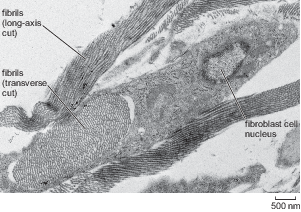 fibrils
(long-axis
cut)
fibrils
(transverse
cut)
fibroblast cell
nucleus
500 nm